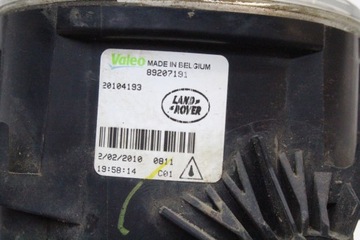 Valeo MADE IN BELGIUM
89207191
20104193
LAND
ROVER
2/02/2010 0811
19:58:14 C01